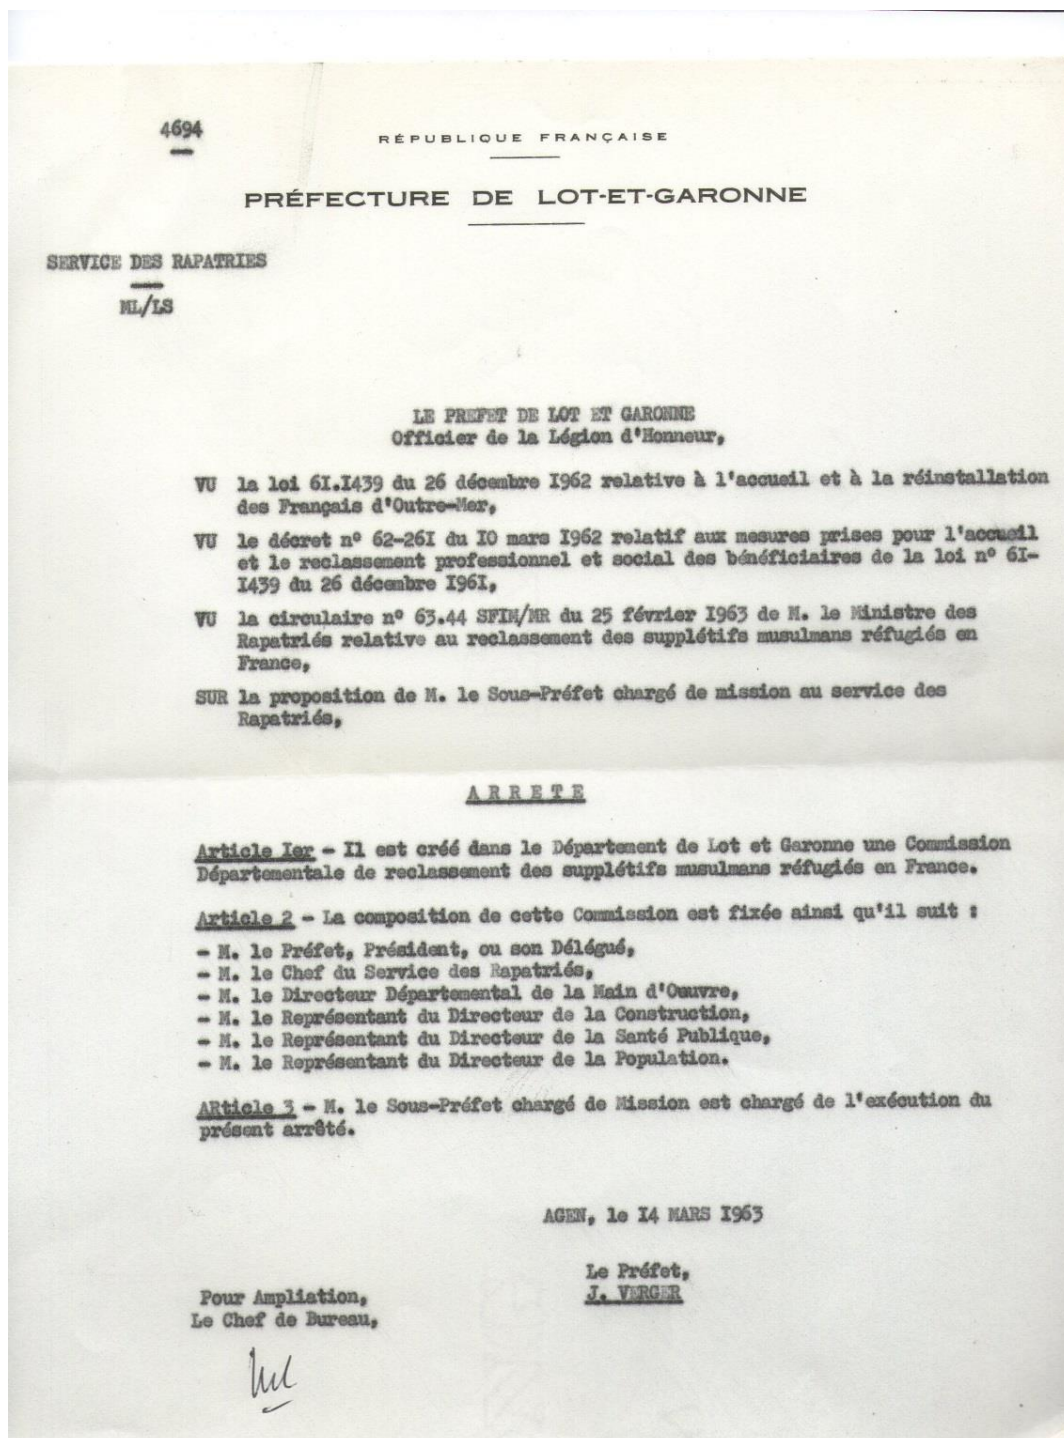 4694
RÉPUBLIQUE FRANÇAISE
PRÉFECTURE DE LOT-ET-GARONNE
SERVICE DES RAPATRIES
ML/LS
LE PREFET DE LOT ET GARONNE
Officier de la Légion d'Honneur,
VU la loi 6I.I439 du 26 décembre I962 relative à l'accueil et à la réinstallation
des Français d'Outre-Mer,
VU le décret nº 62-26I du IO mars I962 relatif aux mesures prises pour l'accueil
et le reclassement professionnel et social des bénéficiaires de la loi nº 6I-
I439 du 26 décembre I96I,
VU la circulaire nº 63.44 SFIM/MR du 25 février I963 de M. le Ministre des
Rapatriés relative au reclassement des supplétifs musulmans réfugiés en
France,
SUR la proposition de M. le Sous-Préfet chargé de mission au service des
Rapatriés,
A R R E T E
Article Ier - Il est créé dans le Département de Lot et Garonne une Commission
Départementale de reclassement des supplétifs musulmans réfugiés en France.
Article 2 - La composition de cette Commission est fixée ainsi qu'il suit :
- M. le Préfet, Président, ou son Délégué,
- M. le Chef du Service des Rapatriés,
- M. le Directeur Départemental de la Main d'Oeuvre,
- M. le Représentant du Directeur de la Construction,
- M. le Représentant du Directeur de la Santé Publique,
- M. le Représentant du Directeur de la Population.
ARticle 3 - M. le Sous-Préfet chargé de Mission est chargé de l'exécution du
présent arrêté.
AGEN, le I4 MARS I963
Le Préfet,
J. VERGER
Pour Ampliation,
Le Chef de Bureau,